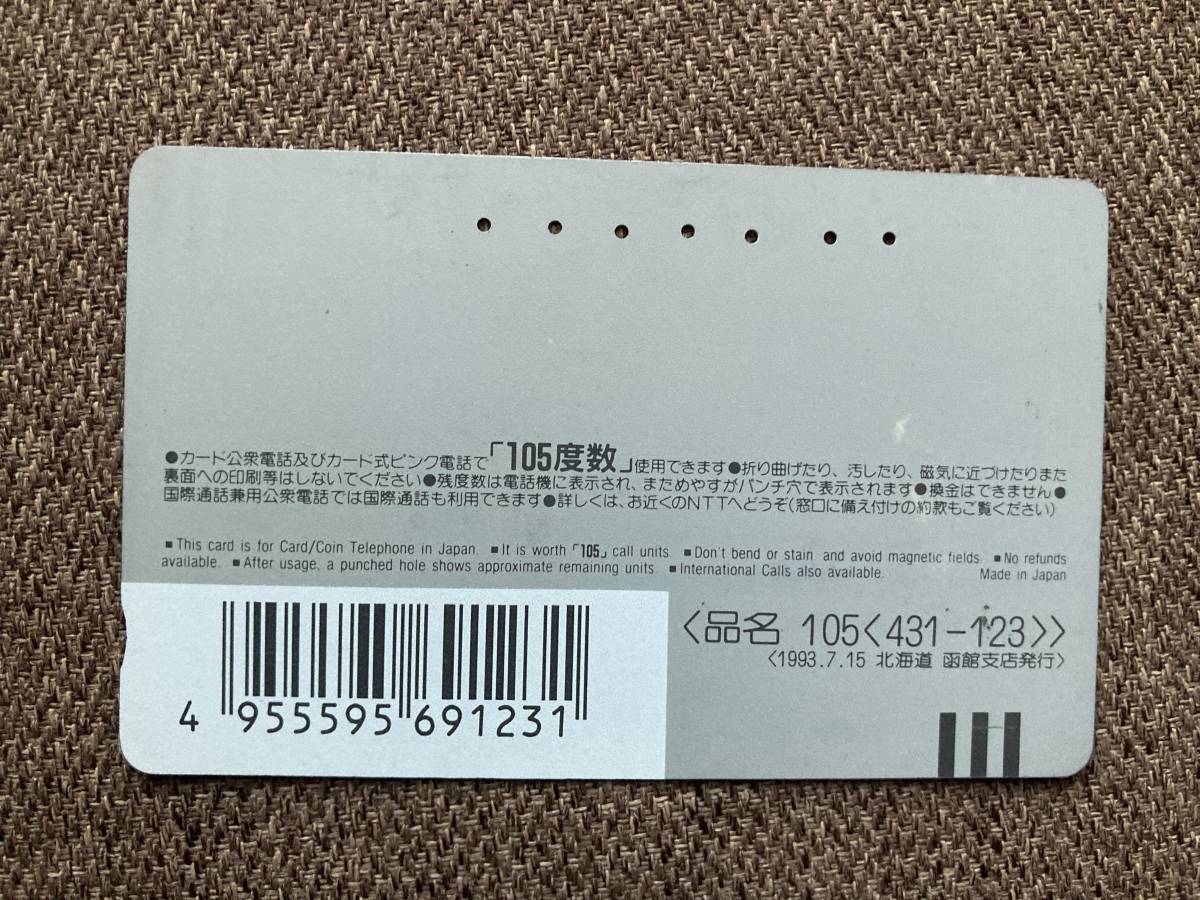 ●カード公衆電話及びカード式ピンク電話で「105度数」使用できます●折り曲げたり、汚したり、磁気に近づけたりまた
裏面への印刷等はしないでください●残度数は電話機に表示され、まためやすがパンチ穴で表示されます●換金はできません●
国際通話兼用公衆電話では国際通話も利用できます●詳しくは、お近くのNTTへどうぞ(窓口に備え付けの約款もご覧ください)
■This card is for Card/Coin Telephone in Japan. ■It is worth「105」call units. ■Don't bend or stain and avoid magnetic fields. ■No refunds
available. ■After usage, a punched hole shows approximate remaining units. ■International Calls also available. Made in Japan
〈品名 105〈431-123〉〉
〈1993.7.15 北海道 函館支店発行〉
4 955595 691231